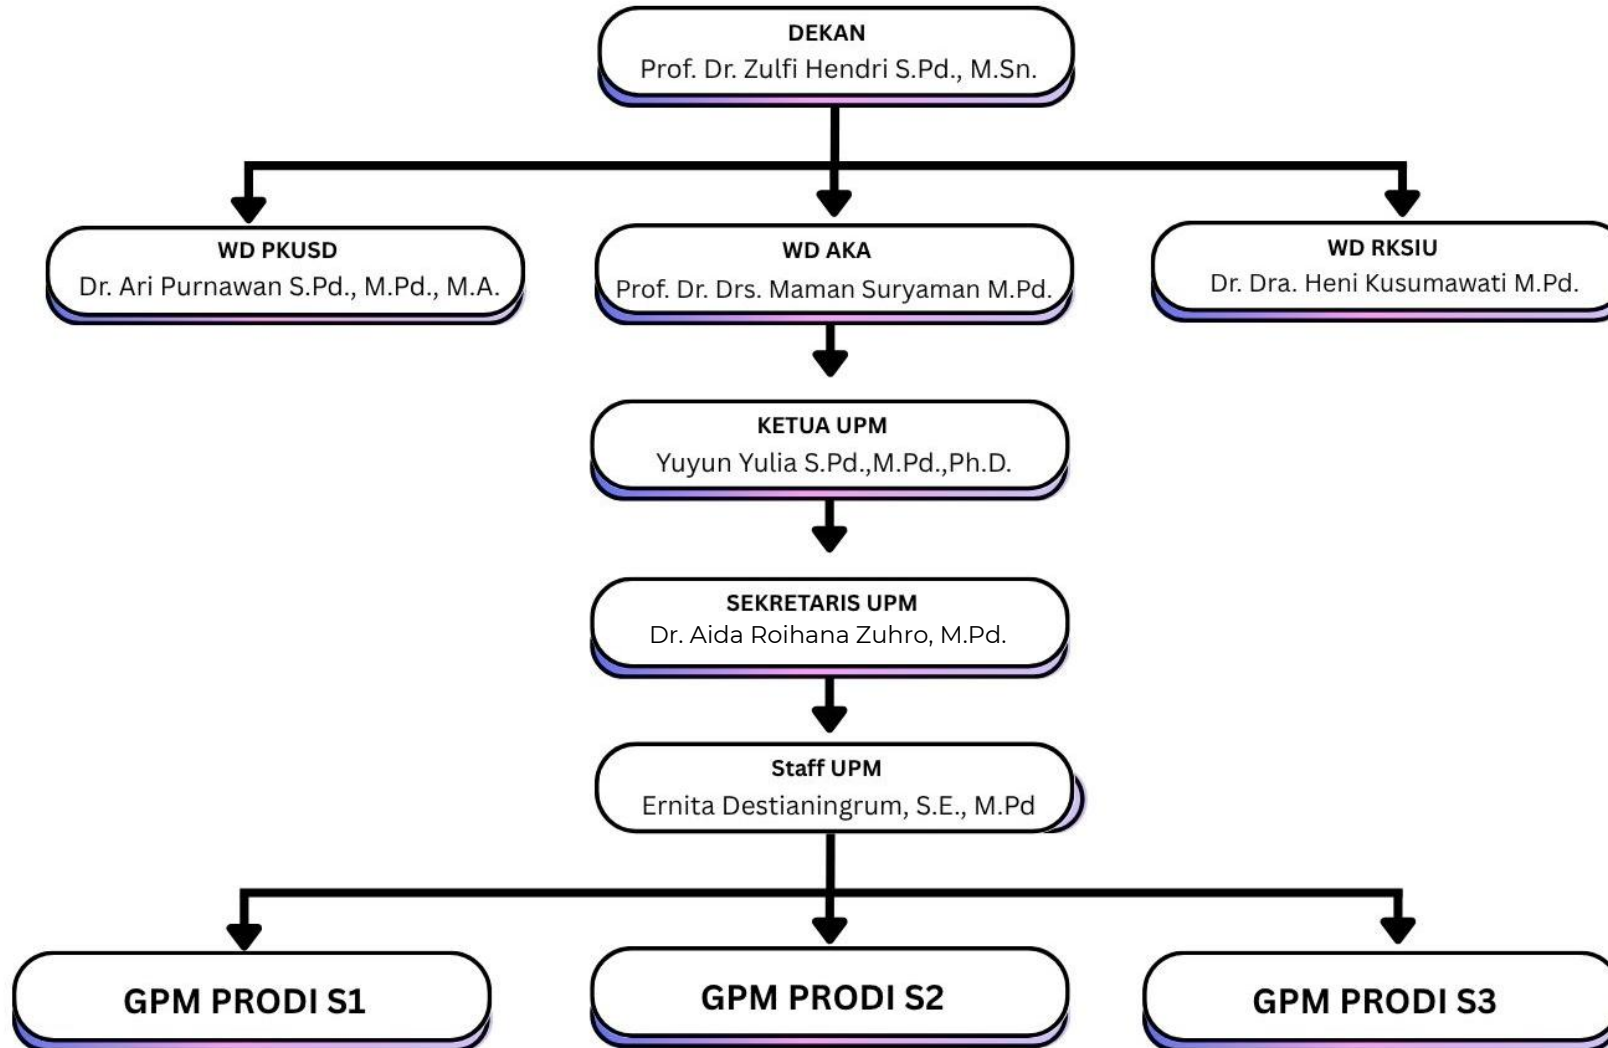 DEKAN
Prof. Dr. Zulfi Hendri S.Pd., M.Sn.
WD PKUSD
Dr. Ari Purnawan S.Pd., M.Pd., M.A.
WD AKA
Prof. Dr. Drs. Maman Suryaman M.Pd.
WD RKSIU
Dr. Dra. Heni Kusumawati M.Pd.
KETUA UPM
Yuyun Yulia S.Pd.,M.Pd.,Ph.D.
SEKRETARIS UPM
Dr. Aida Roihana Zuhro, M.Pd.
Staff UPM
Ernita Destianingrum, S.E., M.Pd
GPM PRODI S1
GPM PRODI S2
GPM PRODI S3